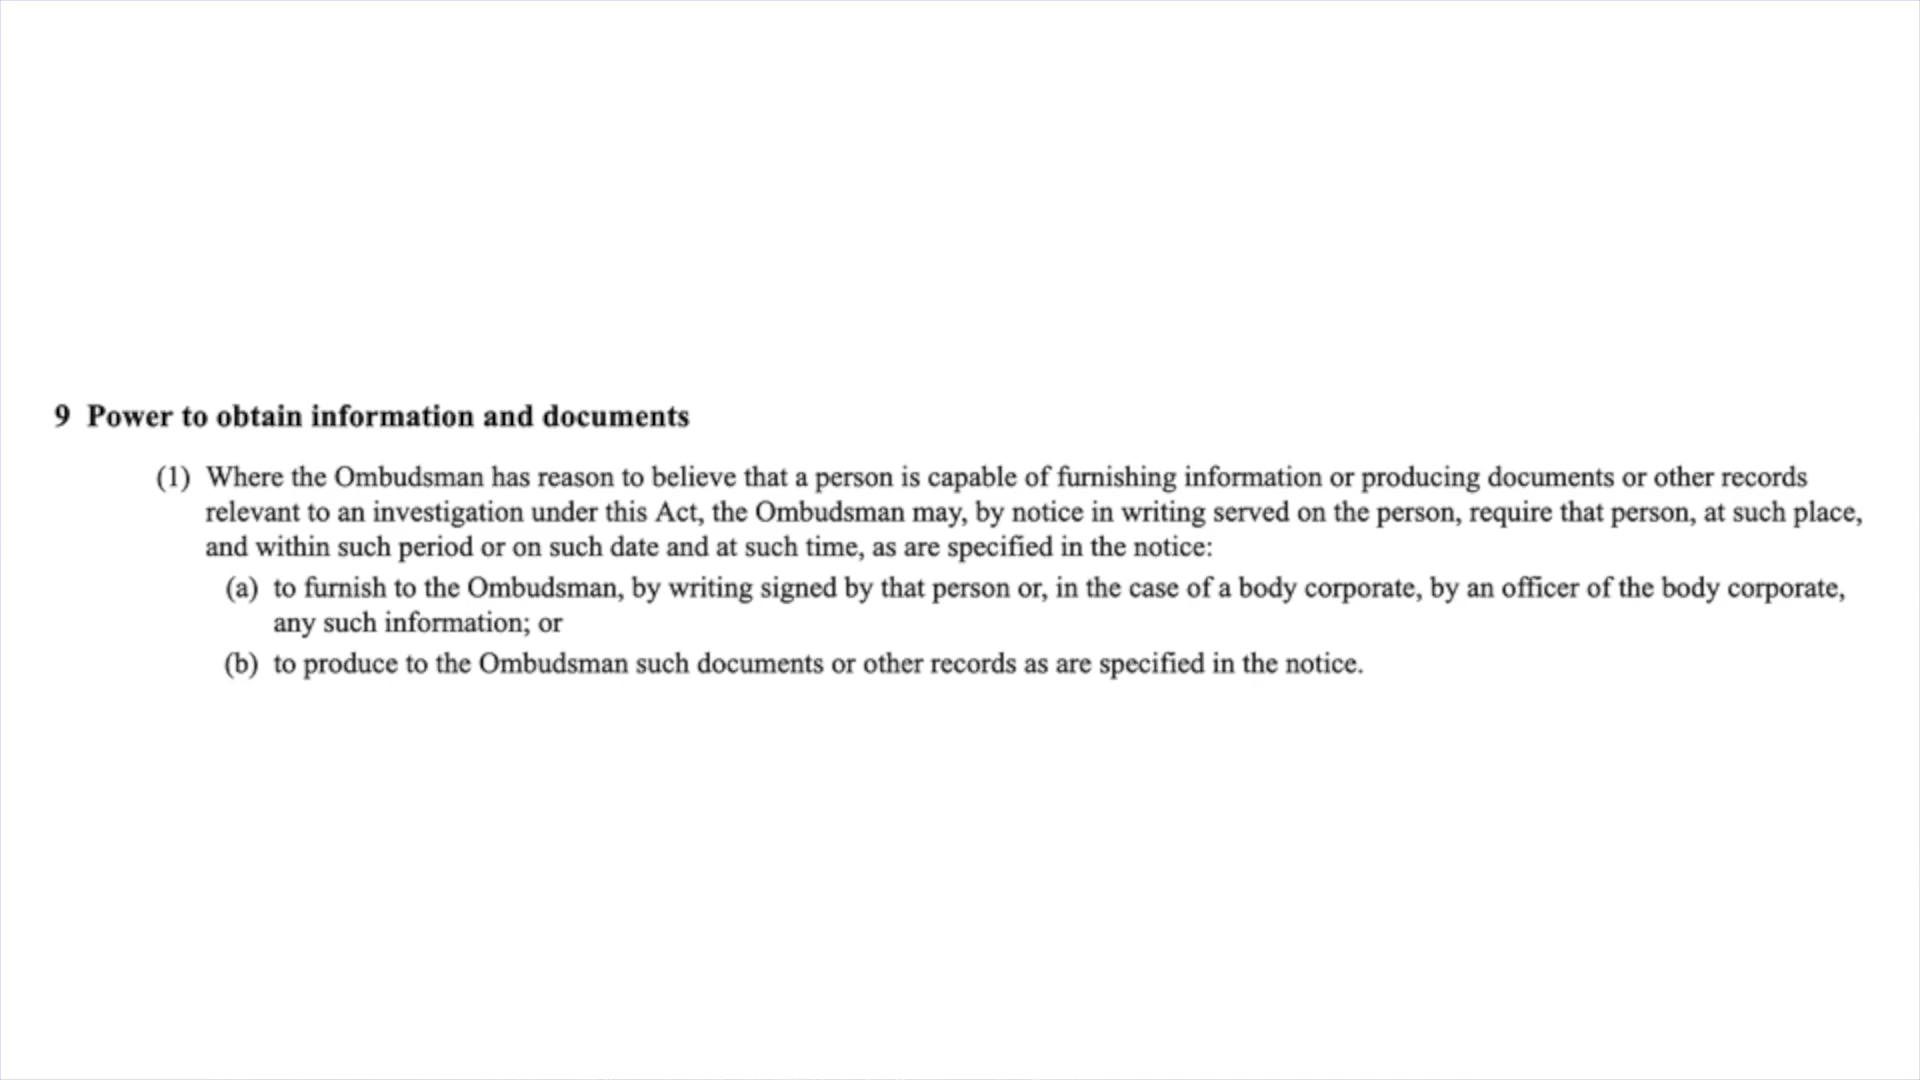 9 Power to obtain information and documents
(1) Where the Ombudsman has reason to believe that a person is capable of furnishing information or producing documents or other records
relevant to an investigation under this Act, the Ombudsman may, by notice in writing served on the person, require that person, at such place,
and within such period or on such date and at such time, as are specified in the notice:
(a) to furnish to the Ombudsman, by writing signed by that person or, in the case of a body corporate, by an officer of the body corporate,
any such information; or
(b) to produce to the Ombudsman such documents or other records as are specified in the notice.